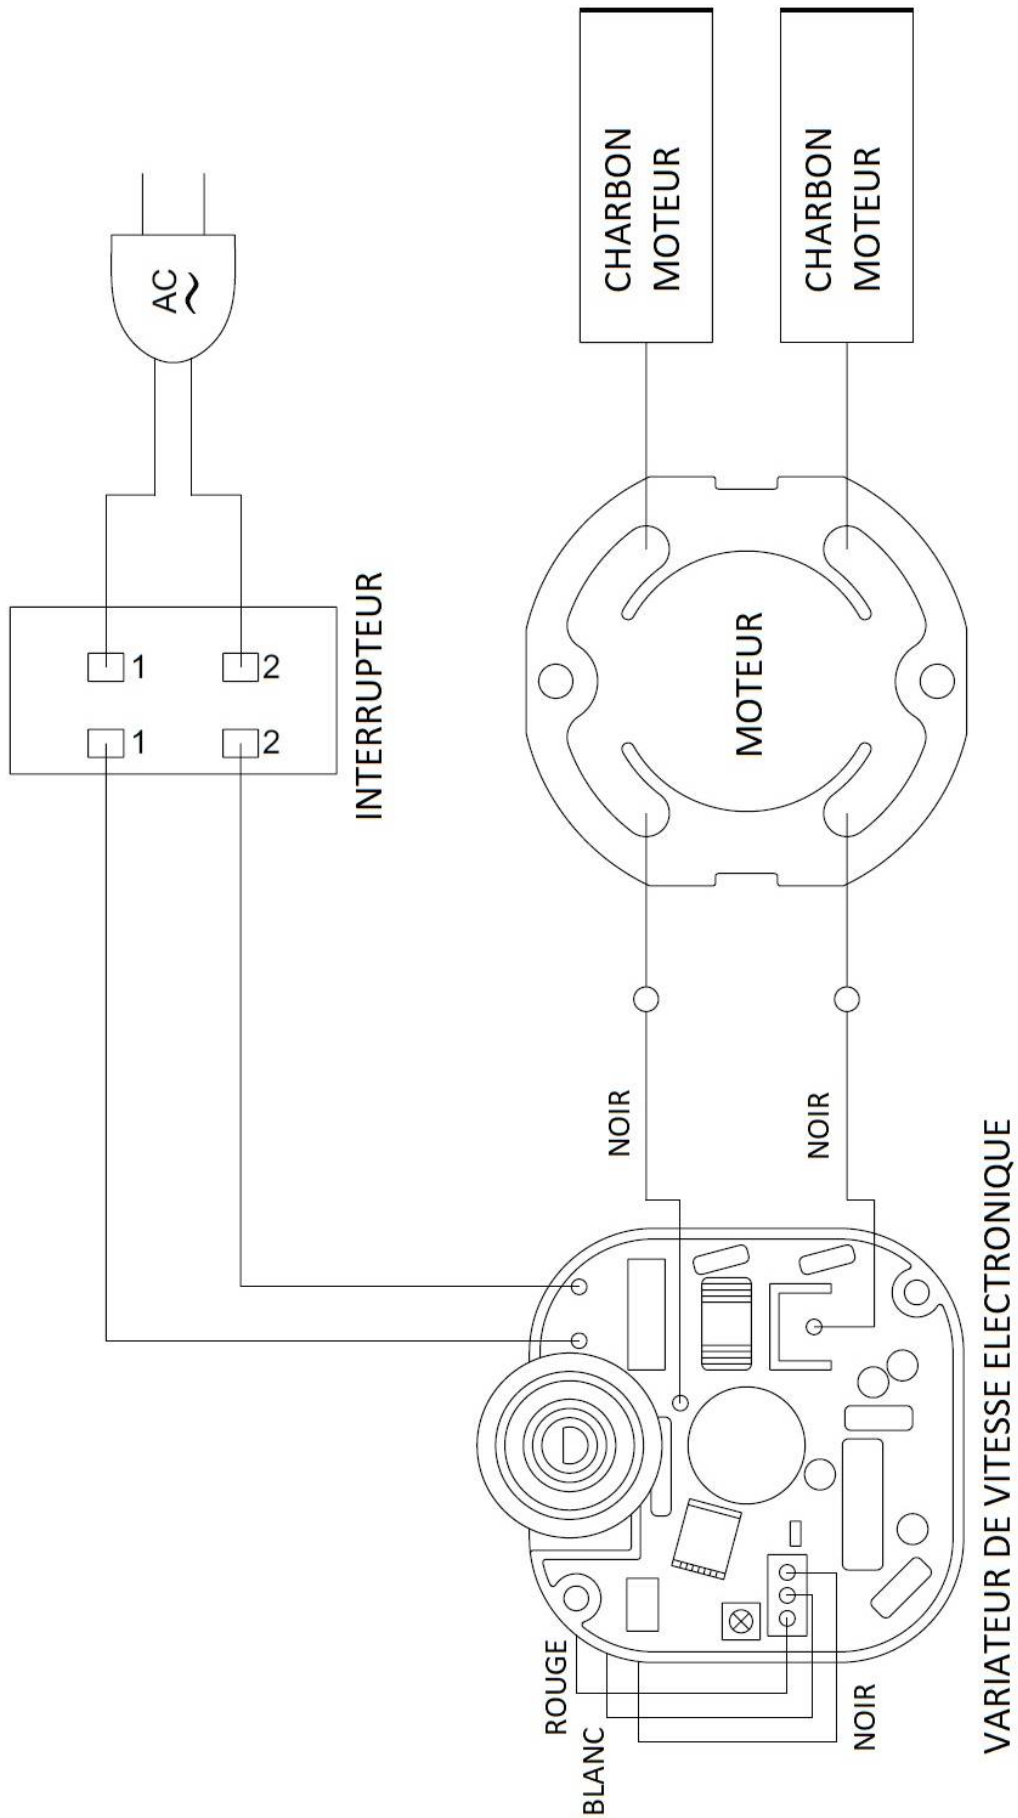 AC
~
1
2
1
2
INTERRUPTEUR
CHARBON
MOTEUR
CHARBON
MOTEUR
MOTEUR
NOIR
NOIR
ROUGE
BLANC
NOIR
VARIATEUR DE VITESSE ELECTRONIQUE